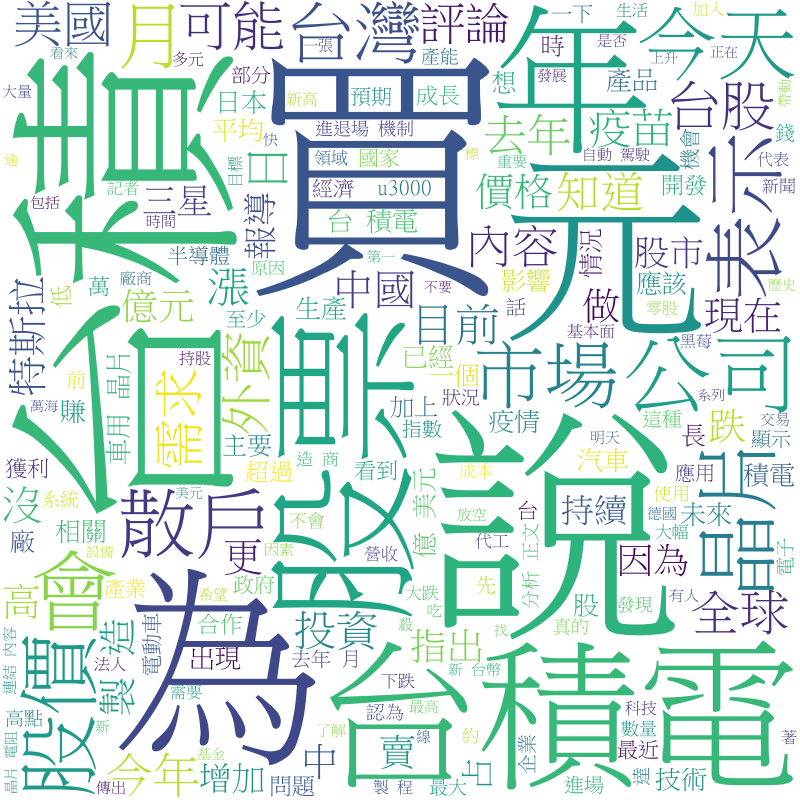 美國
月
可能
台灣
評論
年
今天
加入
看來
一張
產能
時
一下
生活
是否
上升
正在
多元
部分
想
發展
產品
台股
帶動
大量
賣
買
日本
新高
預期
成長
去年
疫苗
錢
平均
進退場 機制
快
標
自動 駕駛
機會
代表
逾
積
日
目標
領域
國家
重要
價格
知道
開發
新聞
表示
包括
記者
三星
報導
經濟
u3000
元
時間
台 積電
半導體
原因
第一
內容
情況
股市
應該
特斯拉
廠商
漲
中國
不要
影響
零股
歷史
低
萬
億元
至少
生產
目前
話
做
基本面
現在
個
股票
說
前
外資
已經
市場
公司
黑莓
萬海
持股
需求
一個
系列
交易
車用 晶片
賺
主要
加上
指數
狀況
疫情
這種
明天
長
跌
顯示
獲利
超過
造 商
看到
成本
汽車
積電
晶片
沒
系統
美元
散戶
不會
億 美元
放空
持續
應用
使用
未來
廠
設備
相關
更
因素
營收
台
代工
正文
德國
大幅
電子
高
會
產業
希望
政府
大跌
吃
先
分析
股
因為
有人
為
合作
殺
找
真的
發現
全球
連結 內容
股價
製造
電動車
投資
指出
法人
出現
去年 月
台積電
新 台幣
需要
下跌
最高
高點
認為
賣
科技
晶片 電阻
新
今年
基金
中
了解
線
約
占
企業
數量
著
傳出
增加
問題
製 程
最大
進場
邊
技術
最近